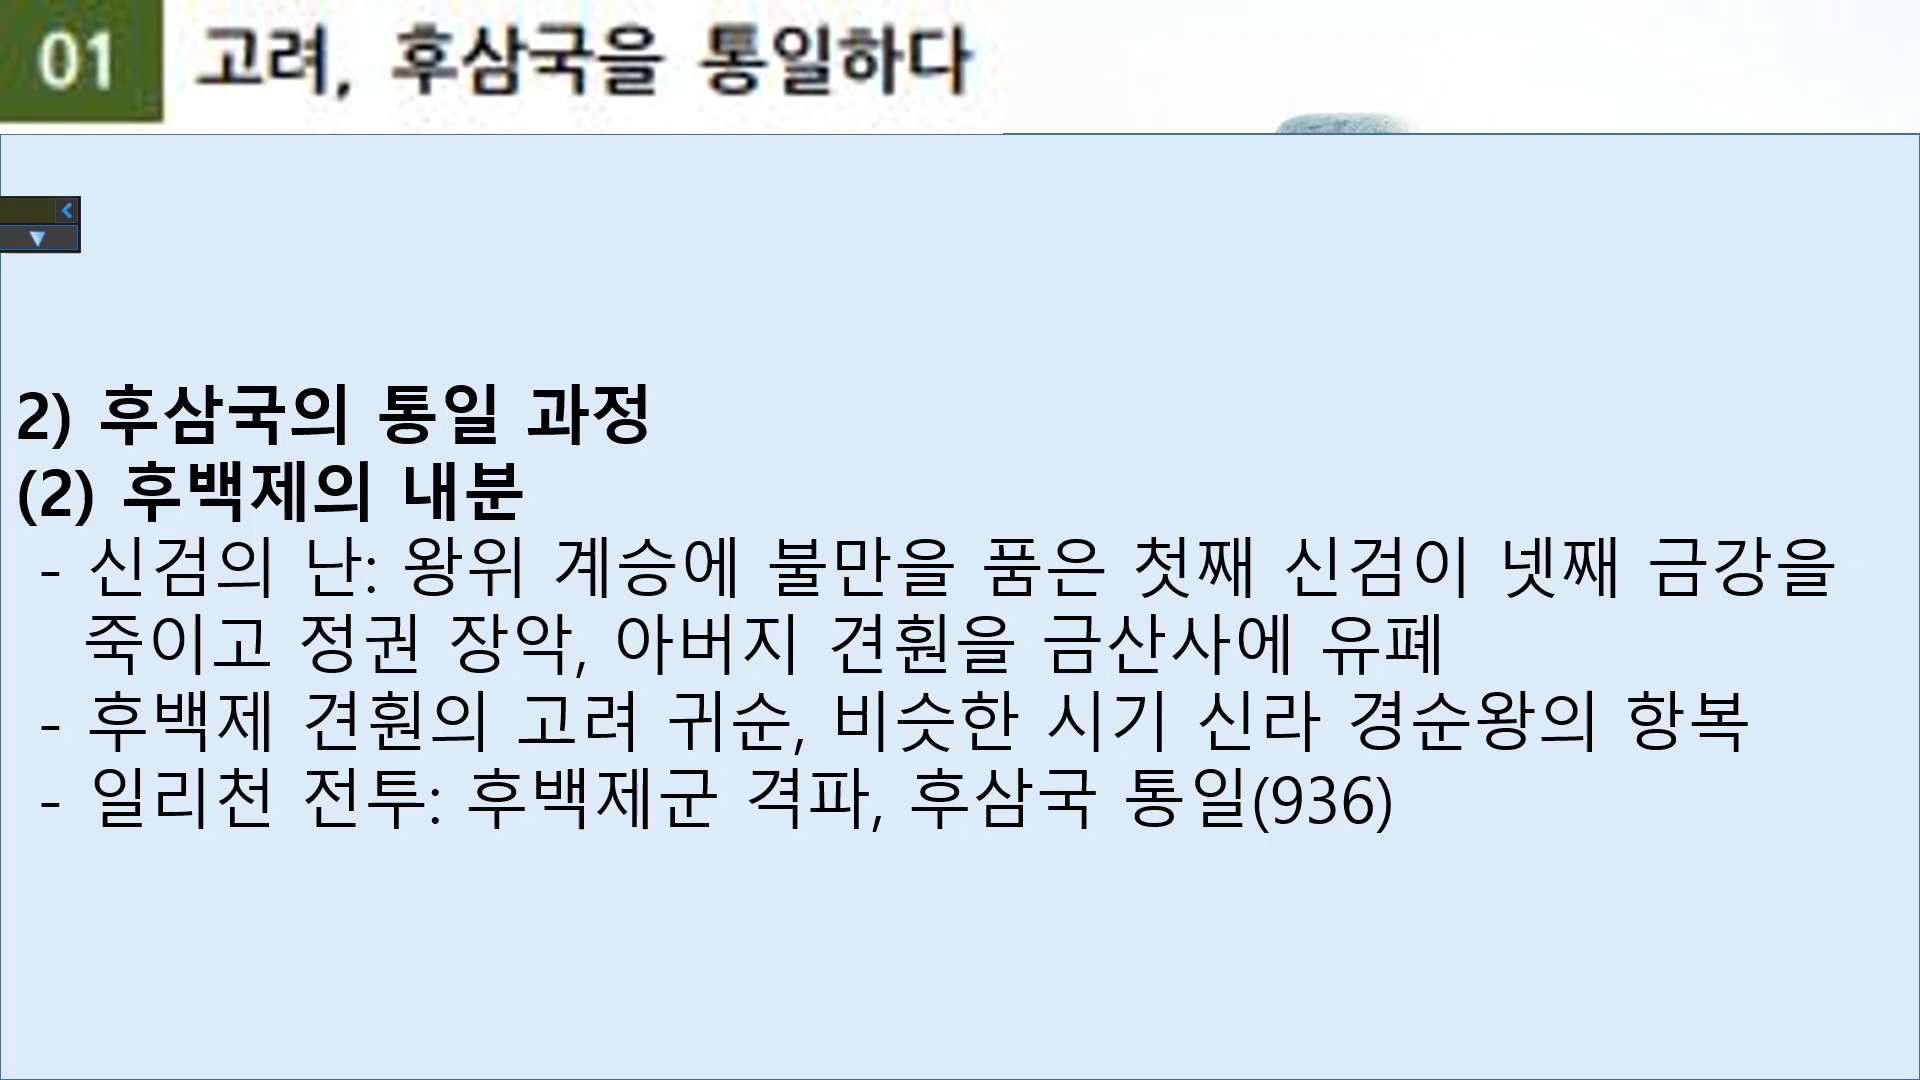 01 고려, 후삼국을 통일하다
2) 후삼국의 통일 과정
(2) 후백제의 내분
- 신검의 난: 왕위 계승에 불만을 품은 첫째 신검이 넷째 금강을
죽이고 정권 장악, 아버지 견훤을 금산사에 유폐
- 후백제 견훤의 고려 귀순, 비슷한 시기 신라 경순왕의 항복
- 일리천 전투: 후백제군 격파, 후삼국 통일(936)